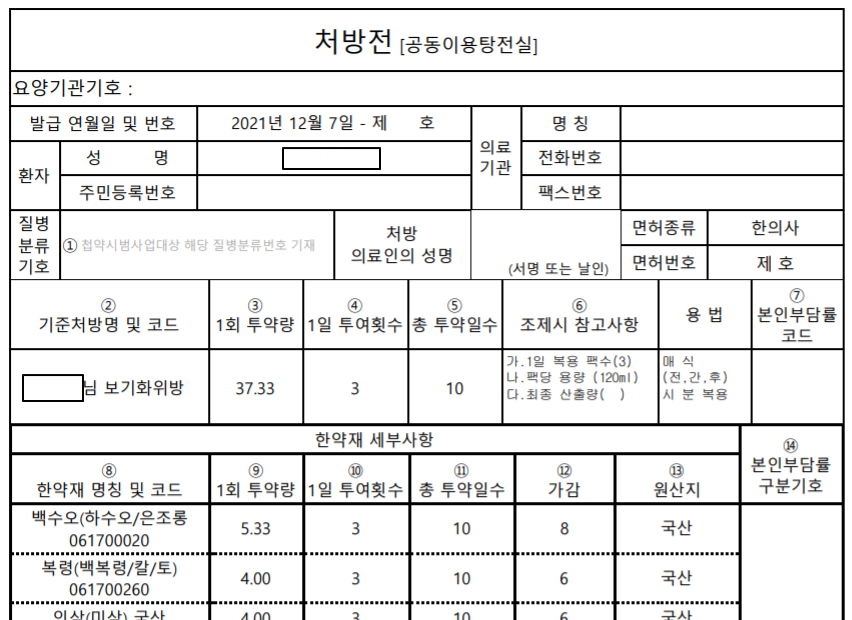 처방전 [공동이용탕전실]
요양기관기호 :
발급 연월일 및 번호 2021년 12월 7일 - 제 호 의료 기관 명 칭
환자 성 명 전화번호
주민등록번호 팩스번호
질병 분류 기호 ① 첩약시범사업대상 해당 질병분류번호 기재 처방 의료인의 성명 (서명 또는 날인) 면허종류 한의사
면허번호 제 호
② ③ ④ ⑤ ⑥ 용 법 ⑦
기준처방명 및 코드 1회 투약량 1일 투여횟수 총 투약일수 조제시 참고사항 본인부담률
코드
가.1일 복용 팩수(3) 매 식
님 보기화위방 37.33 3 10 나.팩당 용량 (120ml) (전,간,후)
다.최종 산출량( ) 시 분 복용
한약재 세부사항 ⑭
본인부담률
구분기호
⑧ ⑨ ⑩ ⑪ ⑫ ⑬
한약재 명칭 및 코드 1회 투약량 1일 투여횟수 총 투약일수 가감 원산지
백수오(하수오/은조롱 5.33 3 10 8 국산
061700020
복령(백복령/칼/토) 4.00 3 10 6 국산
061700260
인삼(미삼) 국산 4.00 3 10 6 국산